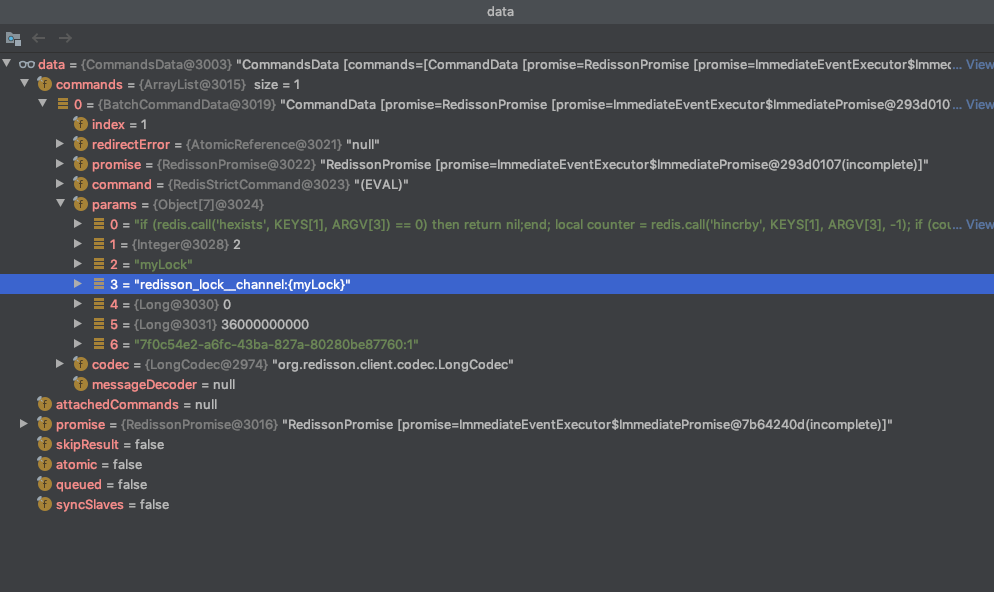 data
data = {CommandsData@3003} "CommandsData [commands=[CommandData [promise=RedissonPromise [promise=ImmediateEventExecutor$Immec... View
commands = {ArrayList@3015} size = 1
0 = {BatchCommandData@3019} "CommandData [promise=RedissonPromise [promise=ImmediateEventExecutor$ImmediatePromise@293d010... View
index = 1
redirectError = {AtomicReference@3021} "null"
promise = {RedissonPromise@3022} "RedissonPromise [promise=ImmediateEventExecutor$ImmediatePromise@293d0107(incomplete)]"
command = {RedisStrictCommand@3023} "(EVAL)"
params = {Object[7]@3024}
0 = "if (redis.call('hexists', KEYS[1], ARGV[3]) == 0) then return nil;end; local counter = redis.call('hincrby', KEYS[1], ARGV[3], -1); if (cou... View
1 = {Integer@3028} 2
2 = "myLock"
3 = "redisson_lock__channel:{myLock}"
4 = {Long@3030} 0
5 = {Long@3031} 36000000000
6 = "7f0c54e2-a6fc-43ba-827a-80280be87760:1"
codec = {LongCodec@2974} "org.redisson.client.codec.LongCodec"
messageDecoder = null
attachedCommands = null
promise = {RedissonPromise@3016} "RedissonPromise [promise=ImmediateEventExecutor$ImmediatePromise@7b64240d(incomplete)]"
skipResult = false
atomic = false
queued = false
syncSlaves = false